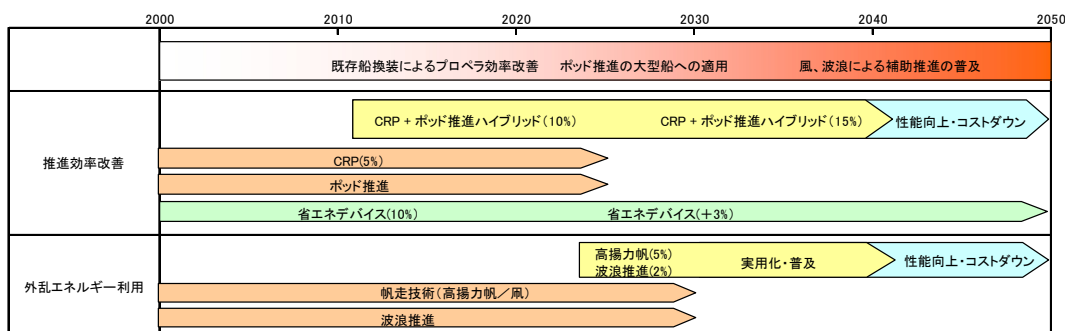 2000 2010 2020 2030 2040 2050
既存船換装によるプロペラ効率改善 ポッド推進の大型船への適用 風、波浪による補助推進の普及
推進効率改善
CRP + ポッド推進ハイブリッド(10%) CRP + ポッド推進ハイブリッド(15%) 性能向上・コストダウン
CRP(5%)
ポッド推進
省エネデバイス(10%) 省エネデバイス(+3%)
外乱エネルギー利用
高揚力帆(5%)
波浪推進(2%)
実用化・普及 性能向上・コストダウン
帆走技術(高揚力帆/凧)
波浪推進